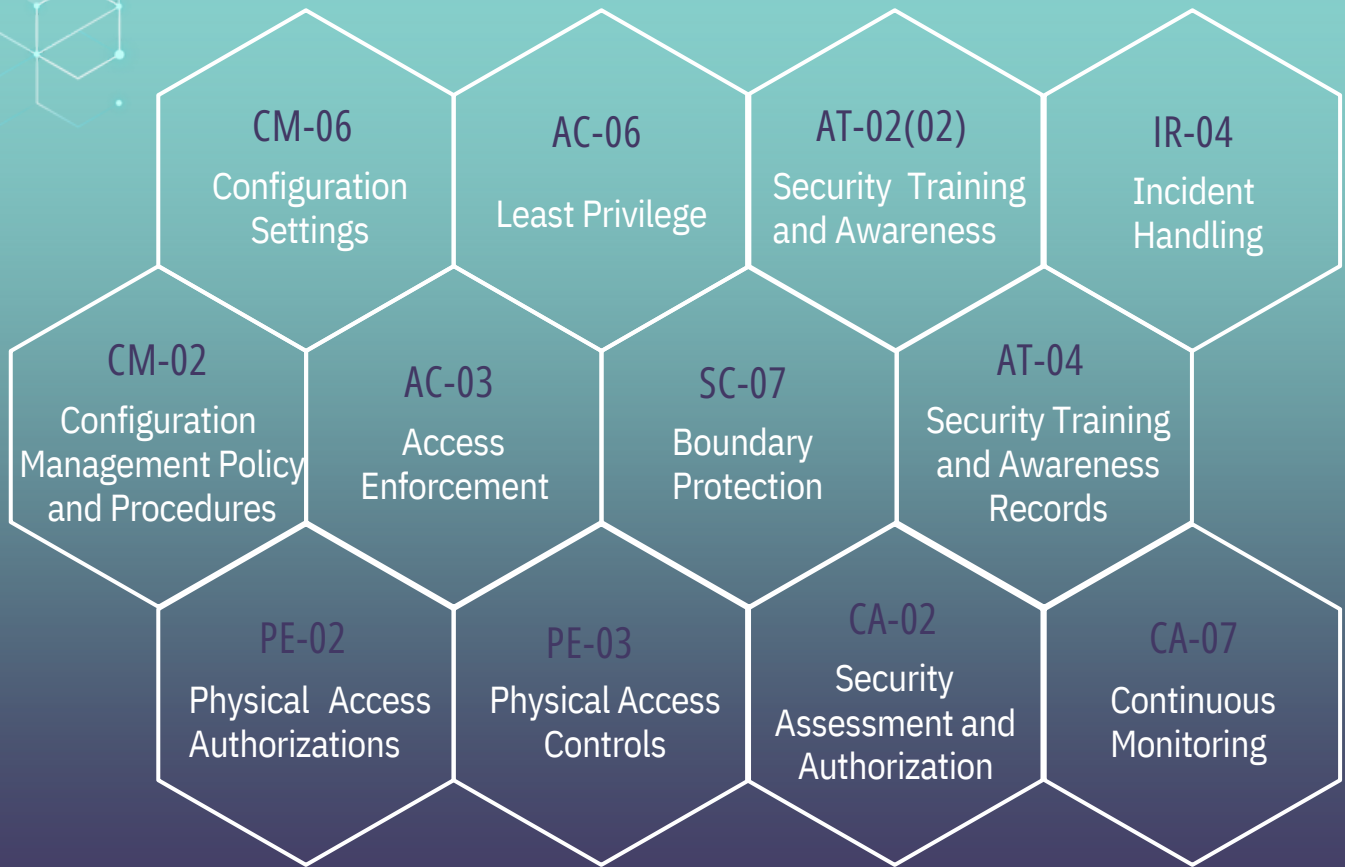 CM-06
Configuration
Settings
AC-06
Least Privilege
AT-02(02)
Security Training
and Awareness
IR-04
Incident
Handling
CM-02
Configuration
Management Policy
and Procedures
AC-03
Access
Enforcement
SC-07
Boundary
Protection
AT-04
Security Training
and Awareness
Records
PE-02
Physical Access
Authorizations
PE-03
Physical Access
Controls
CA-02
Security
Assessment and
Authorization
CA-07
Continuous
Monitoring